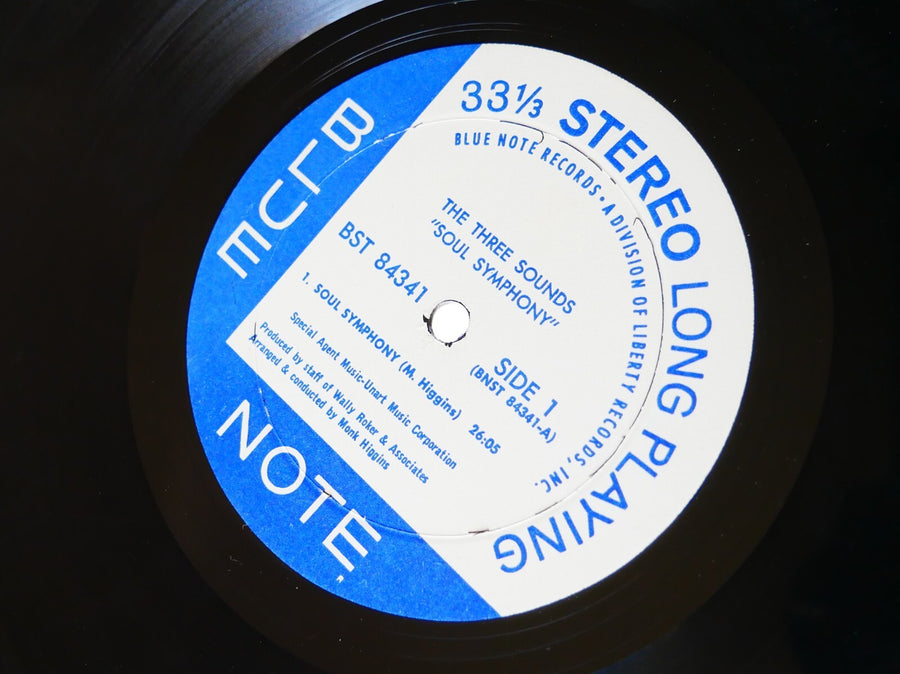 BLUE
NOTE
33 1/3 STEREO LONG PLAYING
BLUE NOTE RECORDS • A DIVISION OF LIBERTY RECORDS, INC.
THE THREE SOUNDS
"SOUL SYMPHONY"
BST 84341
SIDE 1
(BNST 84341-A)
1. SOUL SYMPHONY (M. Higgins) 26:05
Special Agent Music-Unart Music Corporation
Produced by staff of Wally Roker & Associates
Arranged & conducted by Monk Higgins